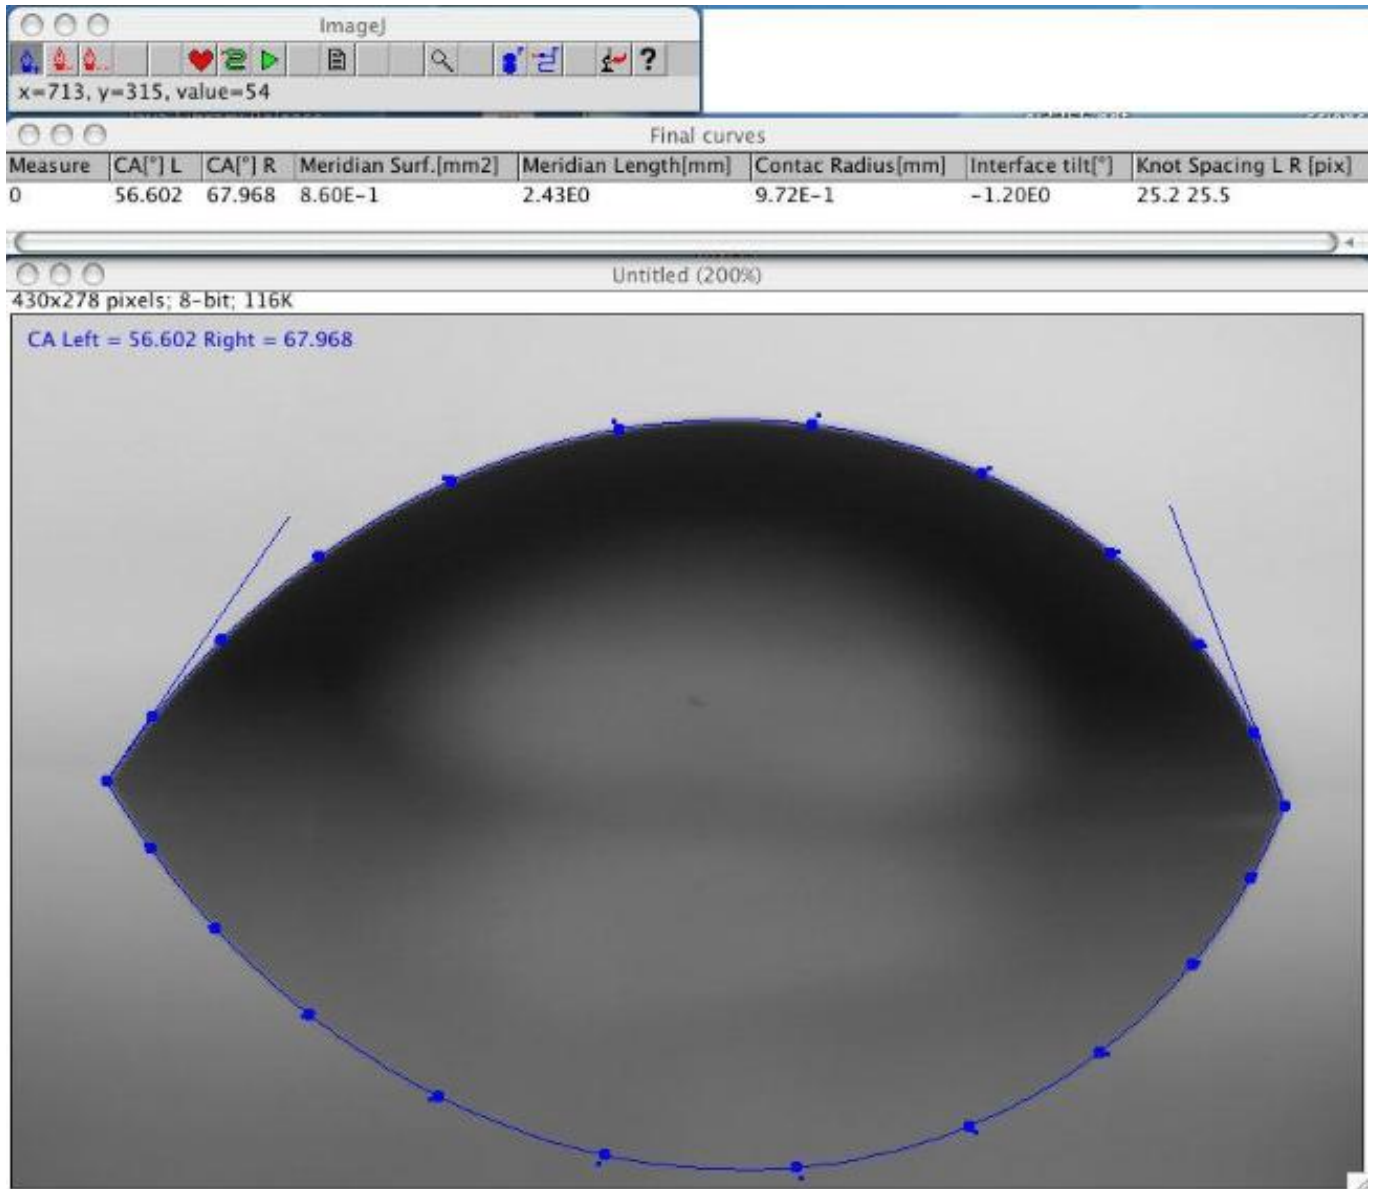 ImageJ
?
x=713, y=315, value=54
Final curves
Measure CA[°] L CA[°] R Meridian Surf.[mm2] Meridian Length[mm] Contac Radius[mm] Interface tilt[°] Knot Spacing L R [pix]
0 56.602 67.968 8.60E-1 2.43E0 9.72E-1 -1.20E0 25.2 25.5
Untitled (200%)
430x278 pixels; 8-bit; 116K
CA Left = 56.602 Right = 67.968